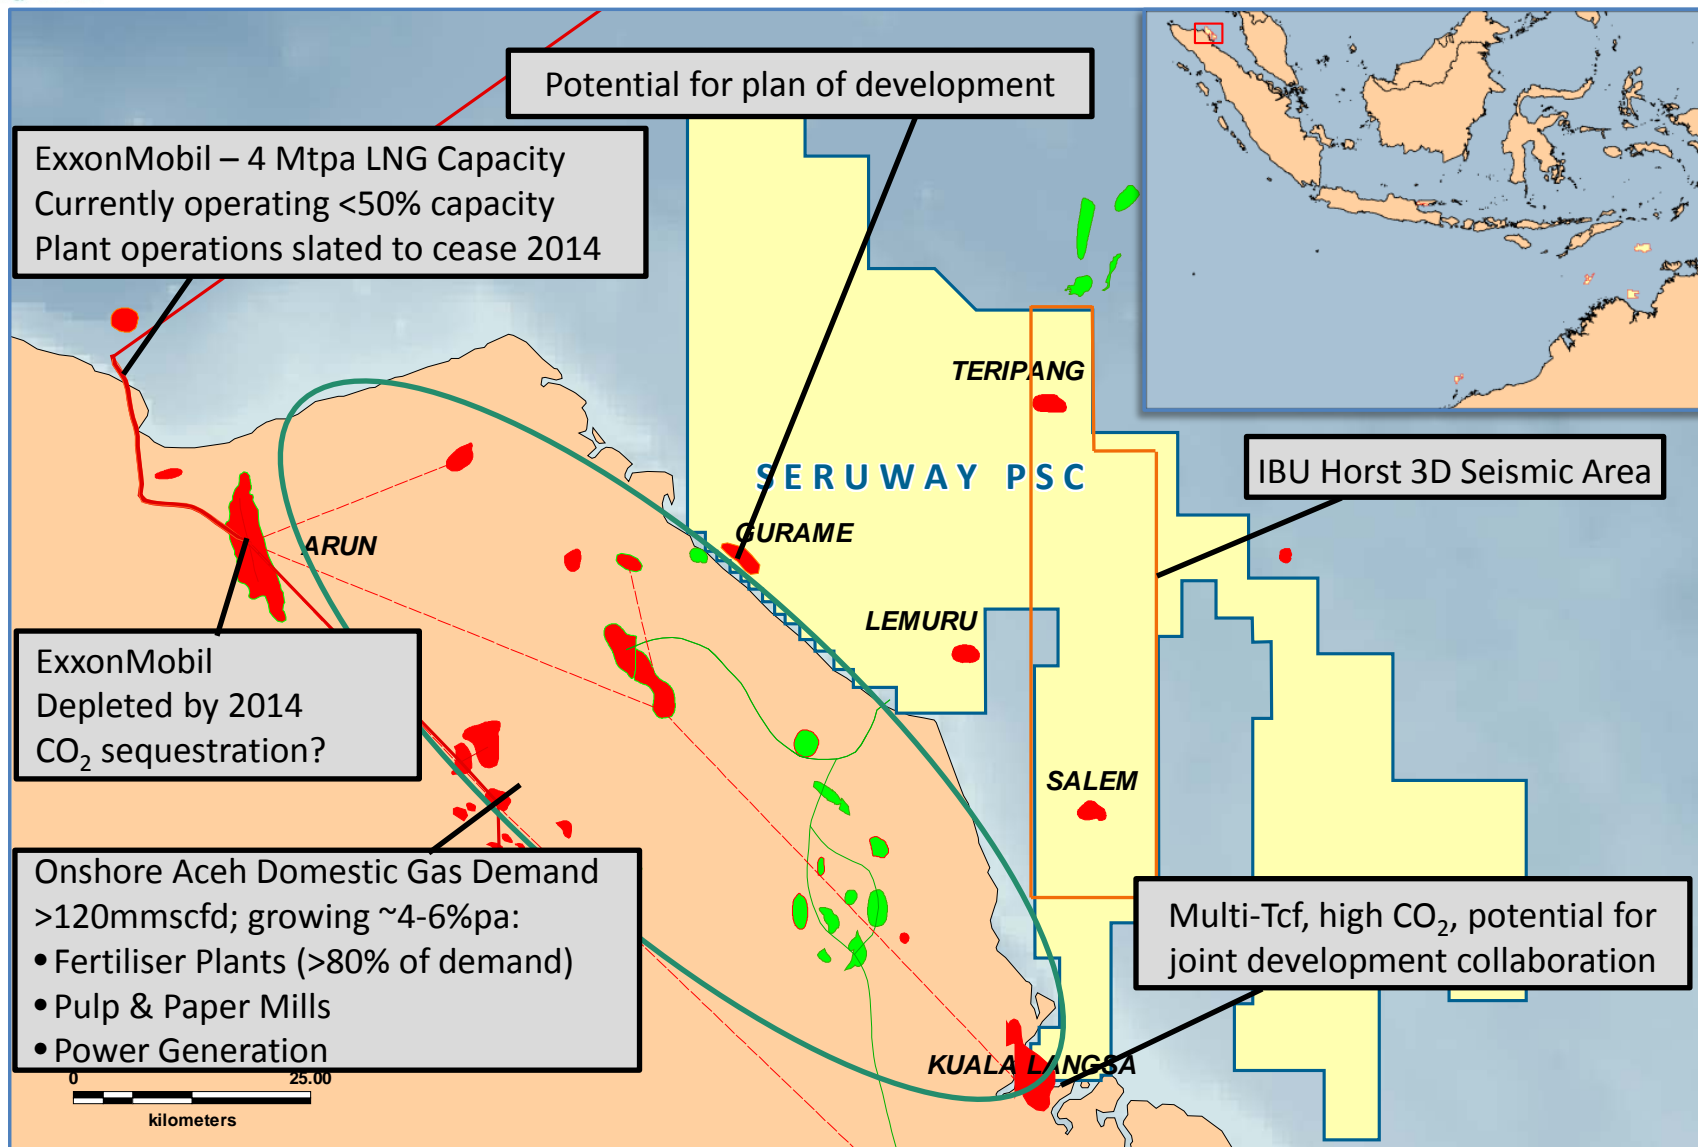 Potential for plan of development
ExxonMobil – 4 Mtpa LNG Capacity
Currently operating <50% capacity
Plant operations slated to cease 2014
TERIPANG
SERUWAY PSC
IBU Horst 3D Seismic Area
GURAME
ARUN
LEMURU
ExxonMobil
Depleted by 2014
CO₂ sequestration?
SALEM
Onshore Aceh Domestic Gas Demand
>120mmscfd; growing ~4-6%pa:
• Fertiliser Plants (>80% of demand)
• Pulp & Paper Mills
• Power Generation
Multi-Tcf, high CO₂, potential for
joint development collaboration
KUALA LANGSA
0 25.00
kilometers